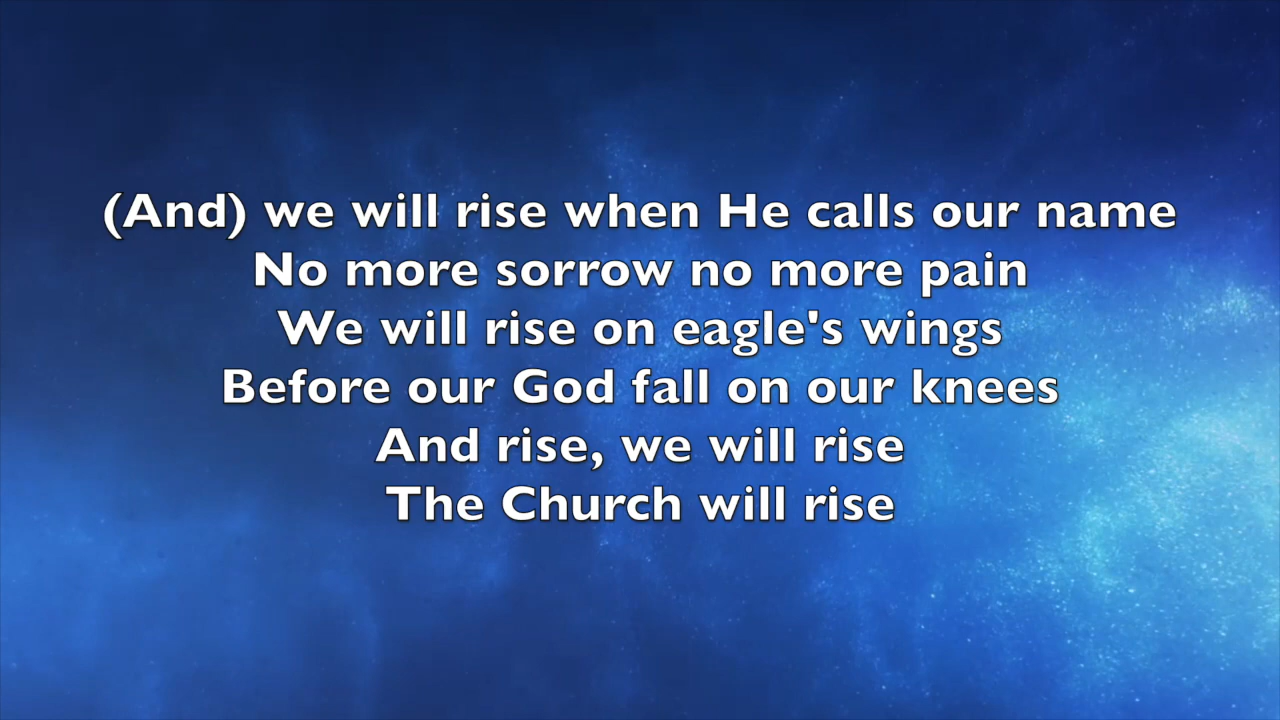 (And) we will rise when He calls our name
No more sorrow no more pain
We will rise on eagle's wings
Before our God fall on our knees
And rise, we will rise
The Church will rise